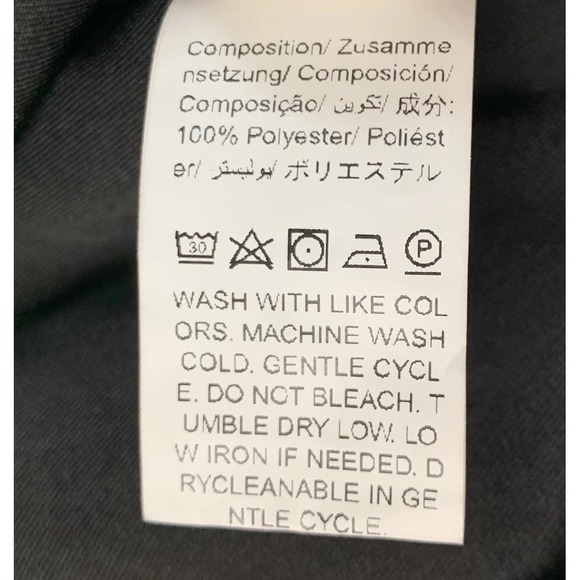 Composition/ Zusamme
nsetzung/ Composición/
Composição/ تكوين/ 成分:
100% Polyester/ Poliést
er/ بوليستر/ ポリエステル
30 P
WASH WITH LIKE COL
ORS. MACHINE WASH
COLD. GENTLE CYCL
E. DO NOT BLEACH. T
UMBLE DRY LOW. LO
W IRON IF NEEDED. D
RYCLEANABLE IN GE
NTLE CYCLE.